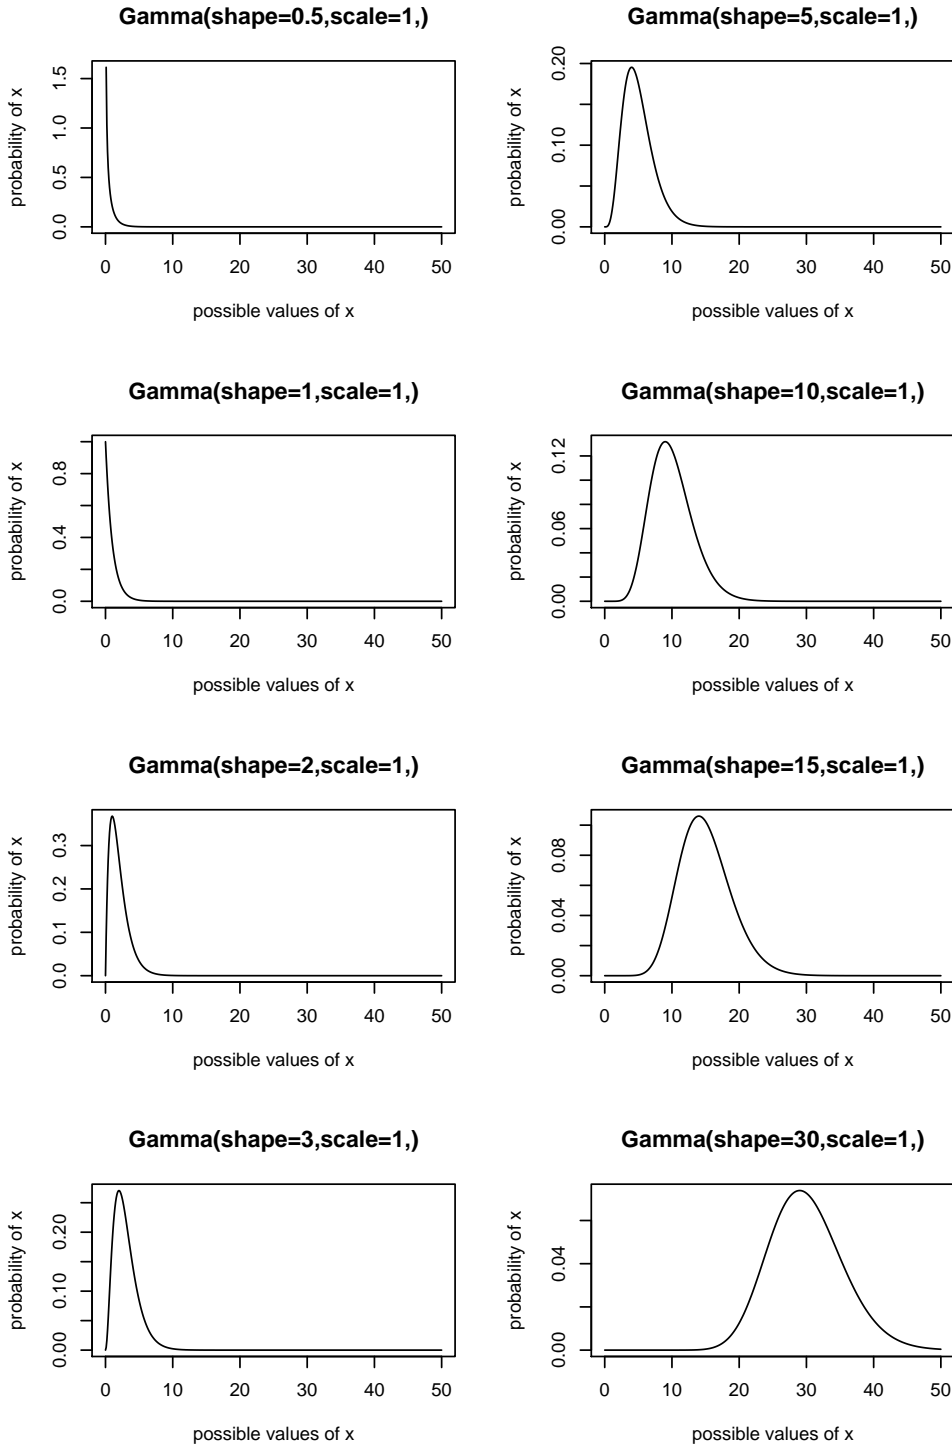 Gamma(shape=0.5,scale=1,)
probability of x
0.0 0.5 1.0 1.5
0 10 20 30 40 50
possible values of x
Gamma(shape=5,scale=1,)
probability of x
0.00 0.10 0.20
0 10 20 30 40 50
possible values of x
Gamma(shape=1,scale=1,)
probability of x
0.0 0.4 0.8
0 10 20 30 40 50
possible values of x
Gamma(shape=10,scale=1,)
probability of x
0.00 0.06 0.12
0 10 20 30 40 50
possible values of x
Gamma(shape=2,scale=1,)
probability of x
0.0 0.1 0.2 0.3
0 10 20 30 40 50
possible values of x
Gamma(shape=15,scale=1,)
probability of x
0.00 0.04 0.08
0 10 20 30 40 50
possible values of x
Gamma(shape=3,scale=1,)
probability of x
0.00 0.10 0.20
0 10 20 30 40 50
possible values of x
Gamma(shape=30,scale=1,)
probability of x
0.00 0.04
0 10 20 30 40 50
possible values of x